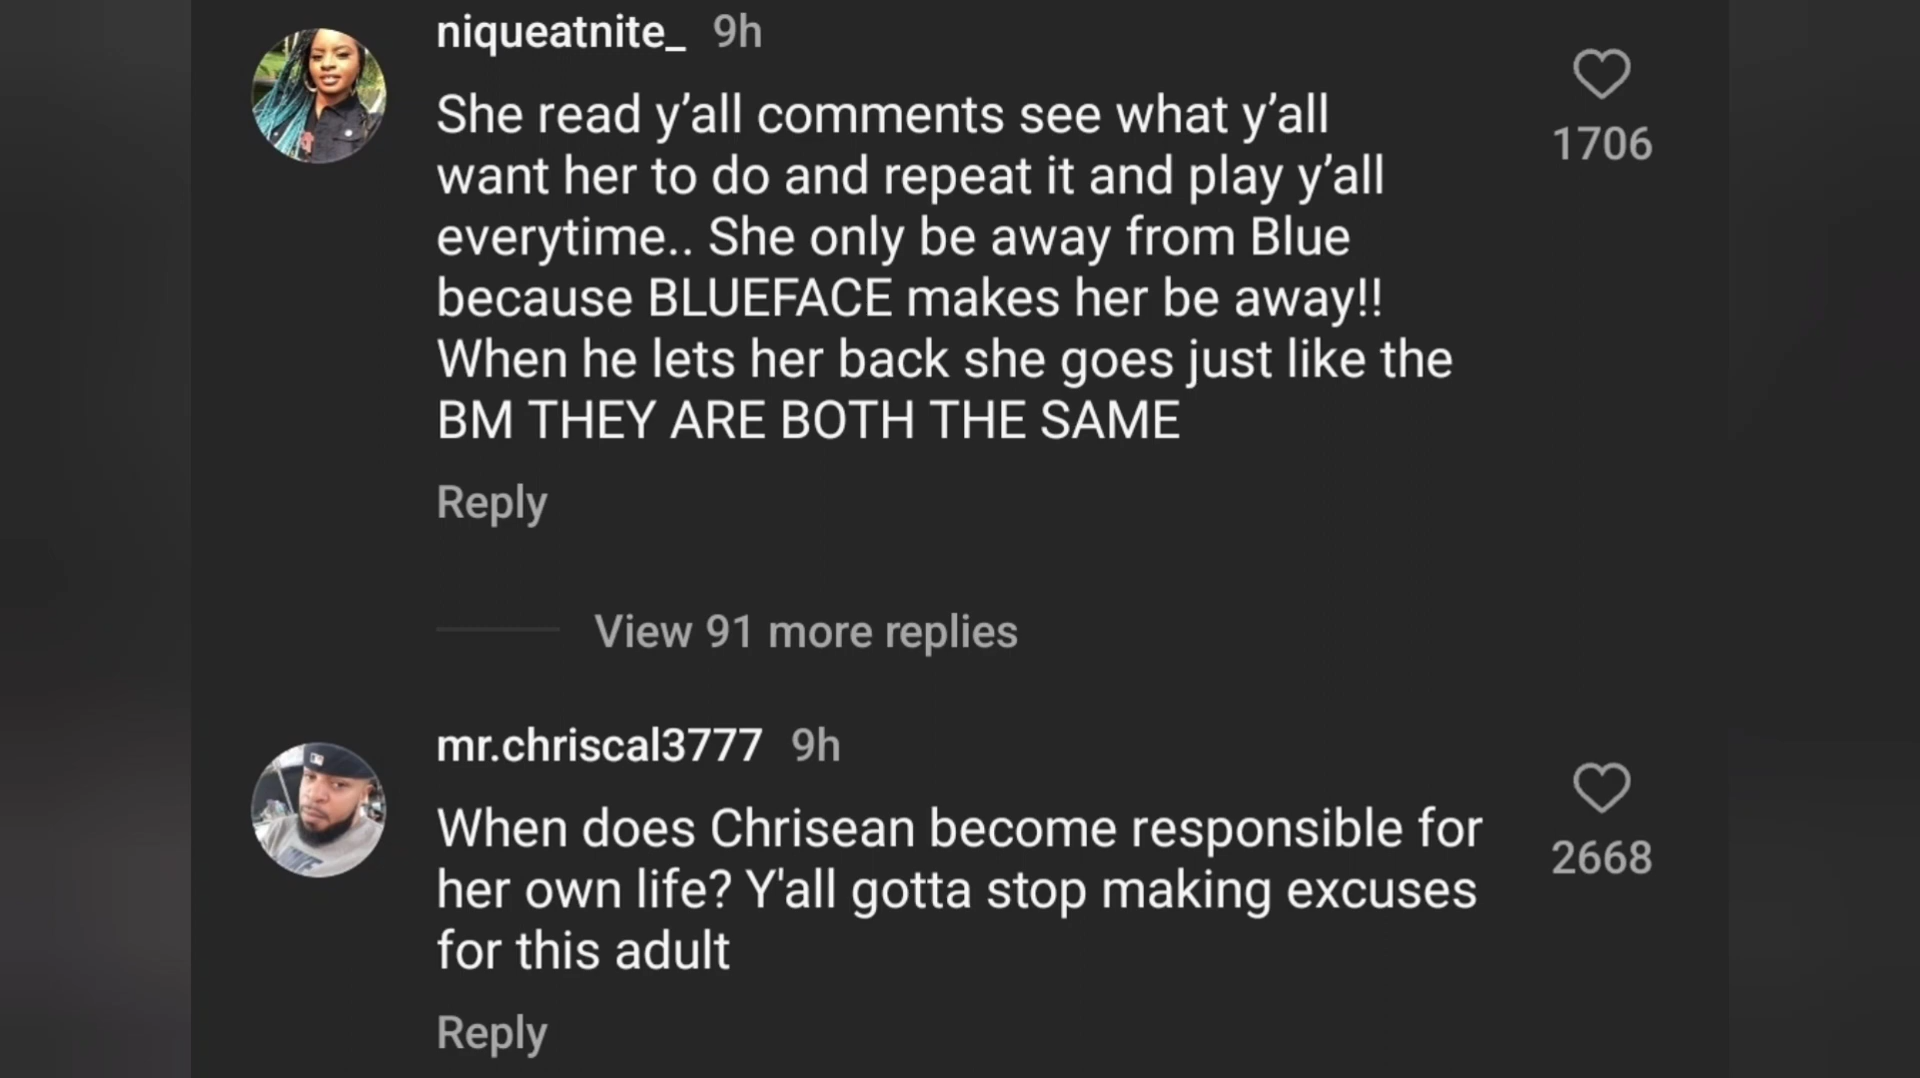 niqueatnite_ 9h
She read y’all comments see what y’all
want her to do and repeat it and play y’all
everytime.. She only be away from Blue
because BLUEFACE makes her be away!!
When he lets her back she goes just like the
BM THEY ARE BOTH THE SAME
1706
Reply
View 91 more replies
mr.chriscal3777 9h
When does Chrisean become responsible for
her own life? Y'all gotta stop making excuses
for this adult
2668
Reply